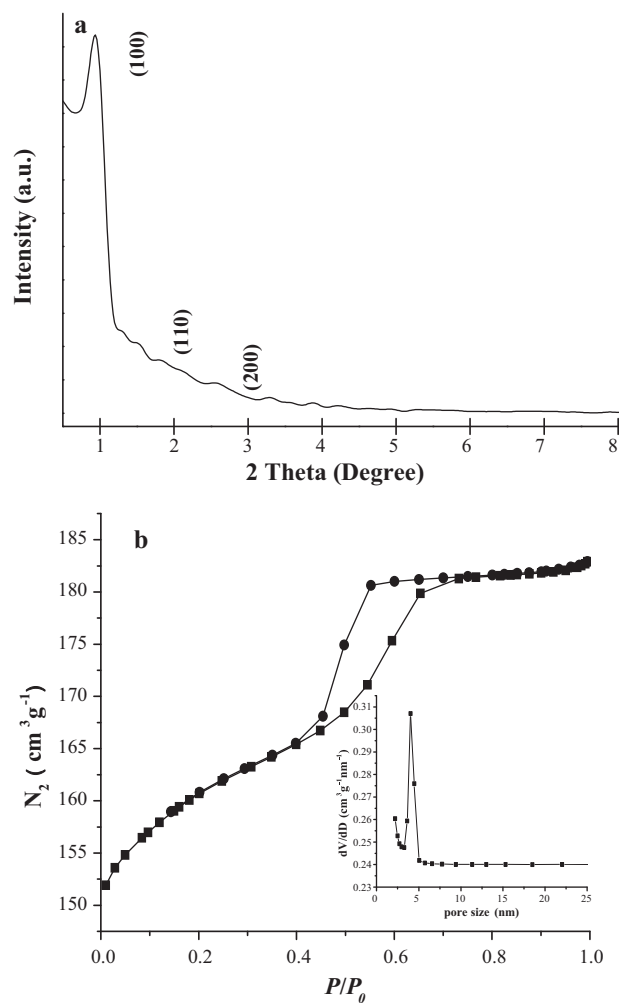 a
(100)
(110)
(200)
Intensity (a.u.)
1 2 3 4 5 6 7 8
2 Theta (Degree)
b
185
180
175
170
165
160
155
150
N₂ ( cm³g⁻¹)
0.0 0.2 0.4 0.6 0.8 1.0
P/P₀
0.31
0.30
0.29
0.28
0.27
0.26
0.25
0.24
0.23
dV/dD (cm³g⁻¹nm⁻¹)
0 5 10 15 20 25
pore size (nm)